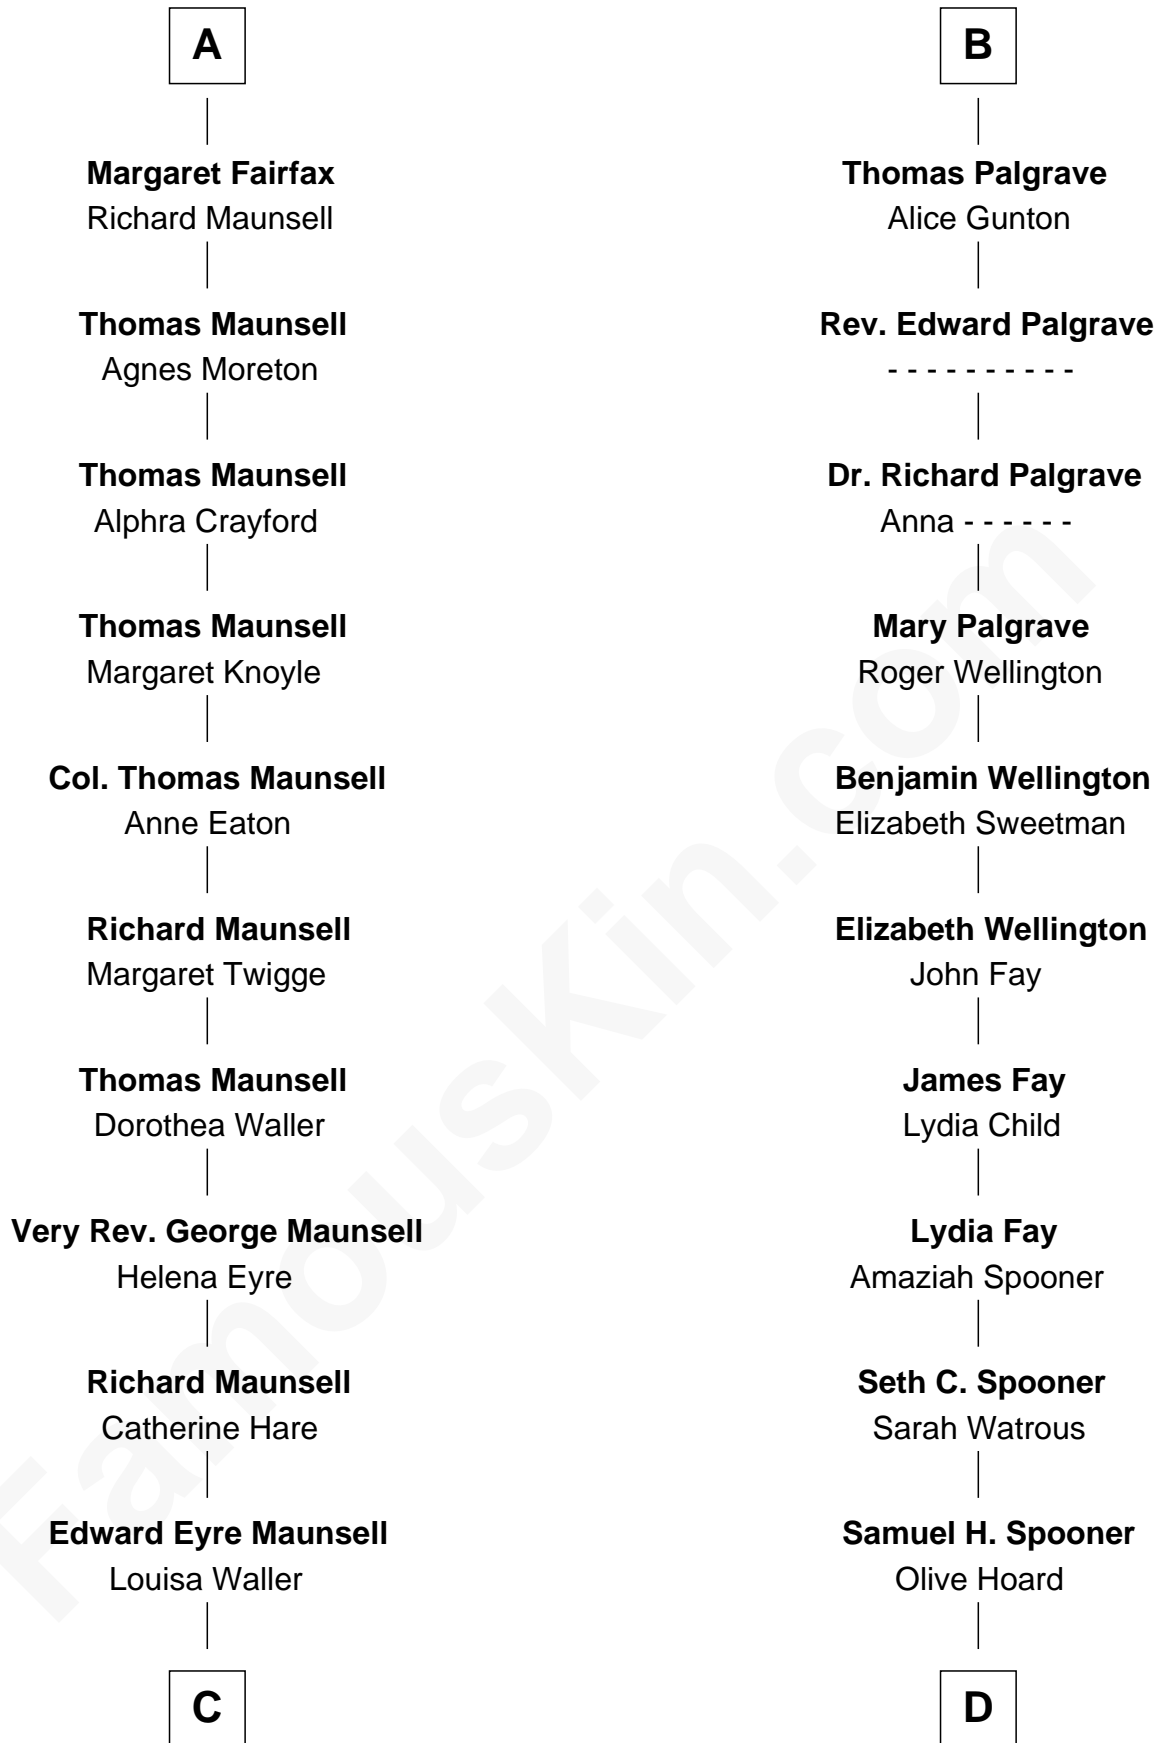 A
Margaret Fairfax
Richard Maunsell
Thomas Maunsell
Agnes Moreton
Thomas Maunsell
Alphra Crayford
Thomas Maunsell
Margaret Knoyle
Col. Thomas Maunsell
Anne Eaton
Richard Maunsell
Margaret Twigge
Thomas Maunsell
Dorothea Waller
Very Rev. George Maunsell
Helena Eyre
Richard Maunsell
Catherine Hare
Edward Eyre Maunsell
Louisa Waller
C
B
Thomas Palgrave
Alice Gunton
Rev. Edward Palgrave
- - - - - - - - - -
Dr. Richard Palgrave
Anna - - - - - -
Mary Palgrave
Roger Wellington
Benjamin Wellington
Elizabeth Sweetman
Elizabeth Wellington
John Fay
James Fay
Lydia Child
Lydia Fay
Amaziah Spooner
Seth C. Spooner
Sarah Watrous
Samuel H. Spooner
Olive Hoard
D
FamousKin.com